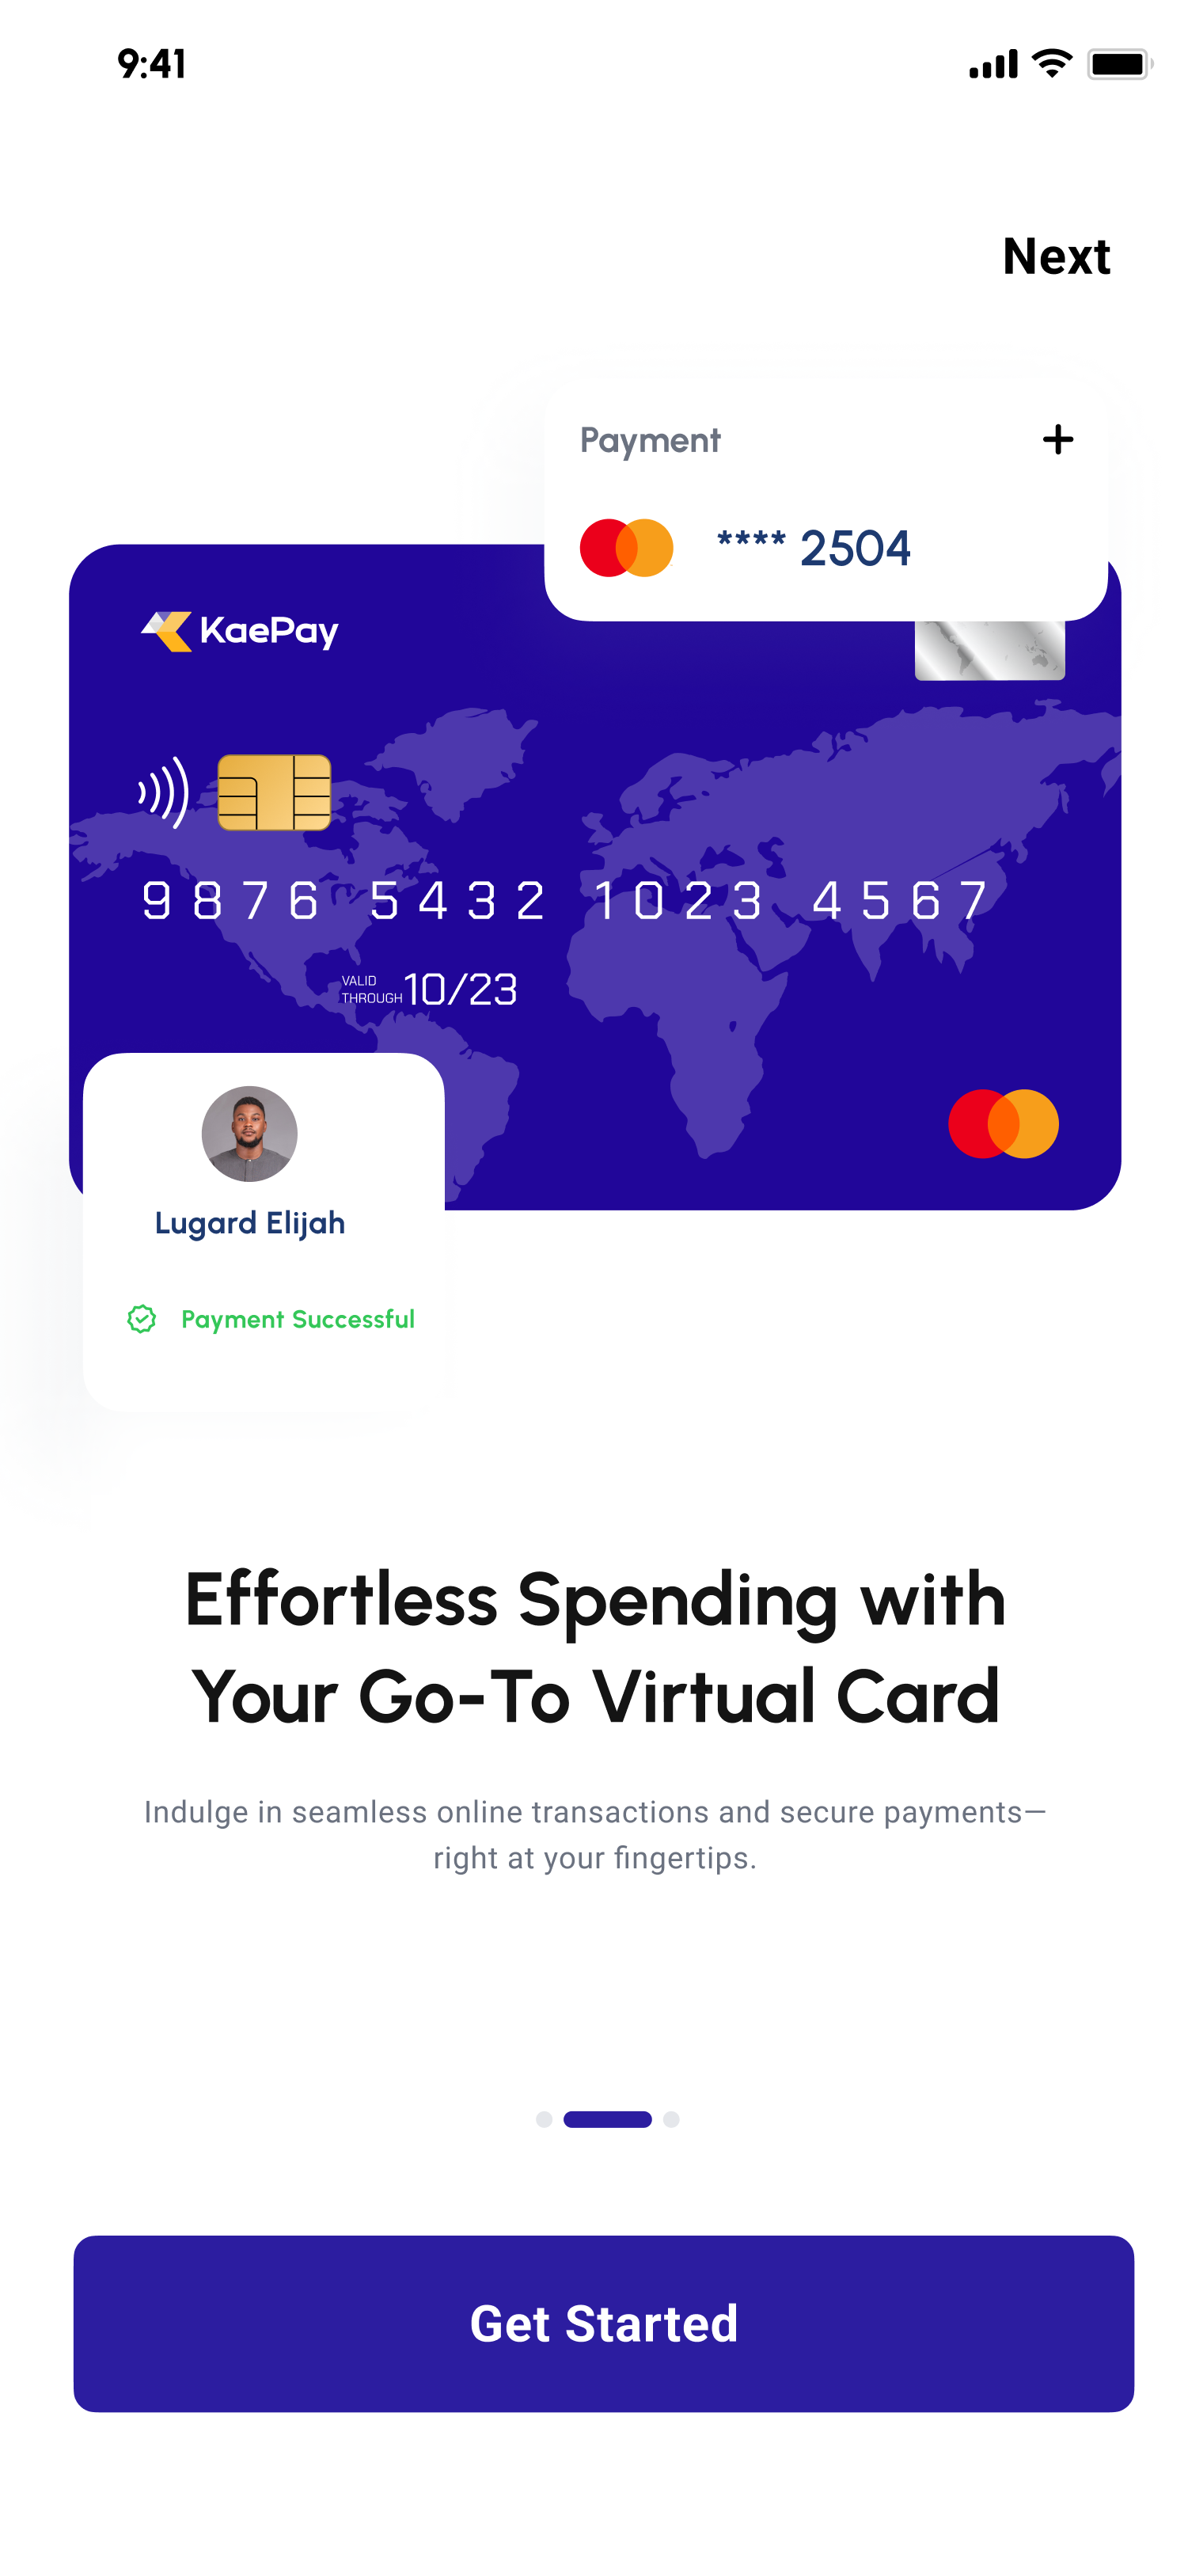 9:41
Next
Payment
**** 2504
KaePay
9876 5432 1023 4567
VALID
THROUGH 10/23
Lugard Elijah
Payment Successful
Effortless Spending with
Your Go-To Virtual Card
Indulge in seamless online transactions and secure payments—
right at your fingertips.
Get Started